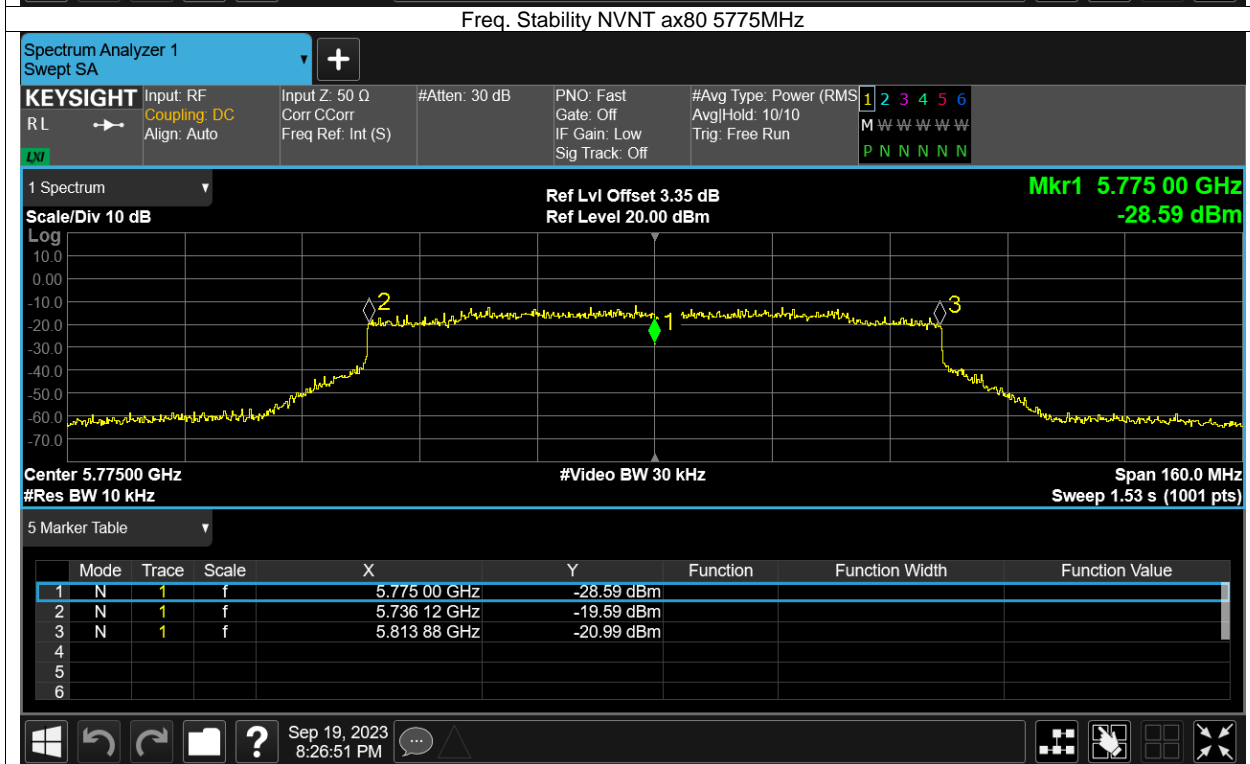 Freq. Stability NVNT ax80 5775MHz
Spectrum Analyzer 1
Swept SA
KEYSIGHT
R L
LXI
Input: RF
Coupling: DC
Align: Auto
Input Z: 50 Ω
Corr CCorr
Freq Ref: Int (S)
#Atten: 30 dB
PNO: Fast
Gate: Off
IF Gain: Low
Sig Track: Off
#Avg Type: Power (RMS
Avg|Hold: 10/10
Trig: Free Run
1 2 3 4 5 6
M W W W W W
P N N N N N
1 Spectrum
Scale/Div 10 dB
Ref Lvl Offset 3.35 dB
Ref Level 20.00 dBm
Mkr1 5.775 00 GHz
-28.59 dBm
Log
10.0
0.00
-10.0
-20.0
-30.0
-40.0
-50.0
-60.0
-70.0
2
1
3
Center 5.77500 GHz
#Video BW 30 kHz
Span 160.0 MHz
#Res BW 10 kHz
Sweep 1.53 s (1001 pts)
5 Marker Table
Mode Trace Scale X Y Function Function Width Function Value
1 N 1 f 5.775 00 GHz -28.59 dBm
2 N 1 f 5.736 12 GHz -19.59 dBm
3 N 1 f 5.813 88 GHz -20.99 dBm
4
5
6
?
Sep 19, 2023
8:26:51 PM